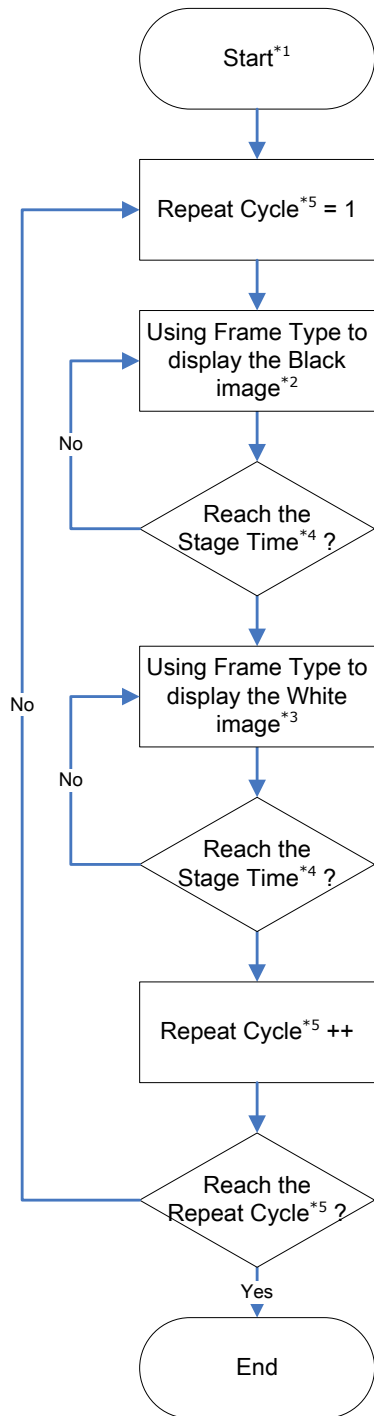 Start*1
Repeat Cycle*5 = 1
Using Frame Type to
display the Black
image*2
No
Reach the
Stage Time*4 ?
Using Frame Type to
display the White
image*3
No
No
Reach the
Stage Time*4 ?
Repeat Cycle*5 ++
Reach the
Repeat Cycle*5 ?
Yes
End